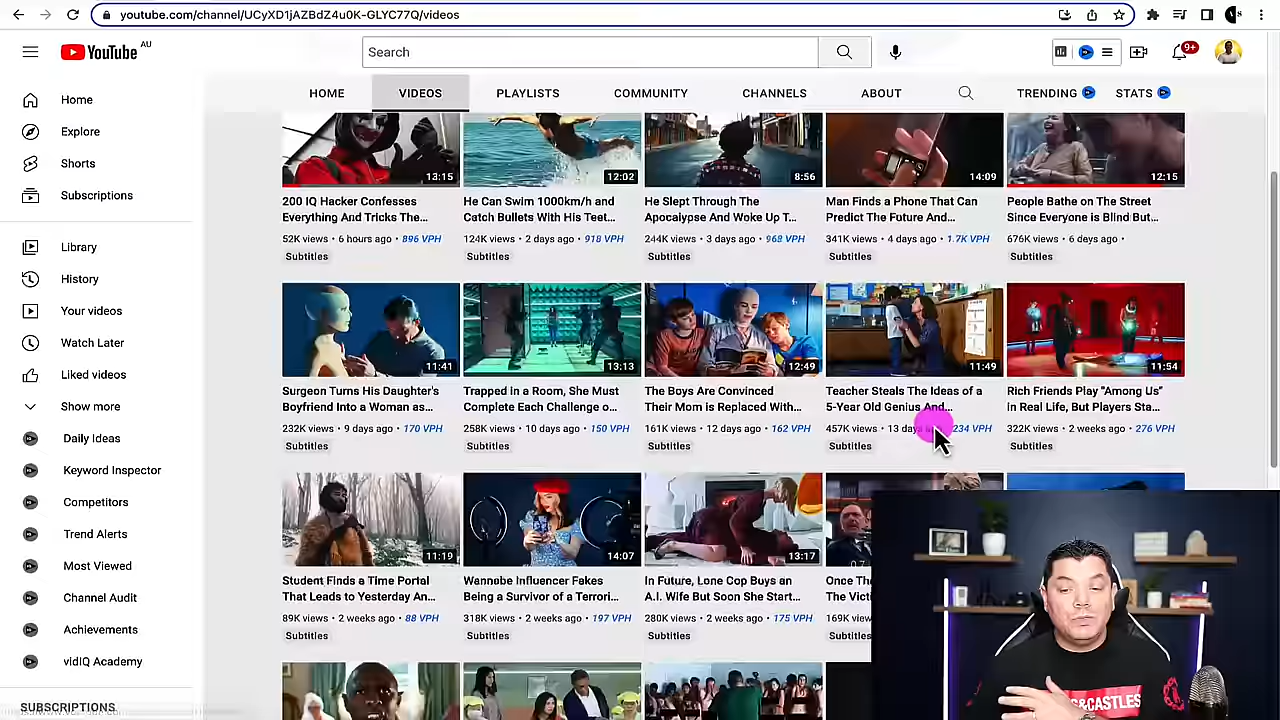 youtube.com/channel/UCyXD1jAZBdZ4u0K-GLYC77Q/videos
YouTube AU
Search
9+
HOME VIDEOS PLAYLISTS COMMUNITY CHANNELS ABOUT TRENDING STATS
Home
Explore
Shorts
Subscriptions
Library
History
Your videos
Watch Later
Liked videos
Show more
Daily Ideas
Keyword Inspector
Competitors
Trend Alerts
Most Viewed
Channel Audit
Achievements
vidIQ Academy
SUBSCRIPTIONS
13:15
200 IQ Hacker Confesses
Everything And Tricks The...
52K views • 6 hours ago • 896 VPH
Subtitles
12:02
He Can Swim 1000km/h and
Catch Bullets With His Teet...
124K views • 2 days ago • 918 VPH
Subtitles
8:56
He Slept Through The
Apocalypse And Woke Up T...
244K views • 3 days ago • 968 VPH
Subtitles
14:09
Man Finds a Phone That Can
Predict The Future And...
341K views • 4 days ago • 1.7K VPH
Subtitles
12:15
People Bathe on The Street
Since Everyone is Blind But...
676K views • 6 days ago •
Subtitles
11:41
Surgeon Turns His Daughter's
Boyfriend Into a Woman as...
232K views • 9 days ago • 170 VPH
Subtitles
13:13
Trapped in a Room, She Must
Complete Each Challenge o...
258K views • 10 days ago • 150 VPH
Subtitles
12:49
The Boys Are Convinced
Their Mom is Replaced With...
161K views • 12 days ago • 162 VPH
Subtitles
11:49
Teacher Steals The Ideas of a
5-Year Old Genius And...
457K views • 13 days 234 VPH
Subtitles
11:54
Rich Friends Play "Among Us"
in Real Life, But Players Sta...
322K views • 2 weeks ago • 276 VPH
Subtitles
11:19
Student Finds a Time Portal
That Leads to Yesterday An...
89K views • 2 weeks ago • 88 VPH
Subtitles
14:07
Wannabe Influencer Fakes
Being a Survivor of a Terrori...
318K views • 2 weeks ago • 197 VPH
Subtitles
13:17
In Future, Lone Cop Buys an
A.I. Wife But Soon She Start...
280K views • 2 weeks ago • 175 VPH
Subtitles
Once Th
The Victi
169K view
Subtitles
&CASTLES